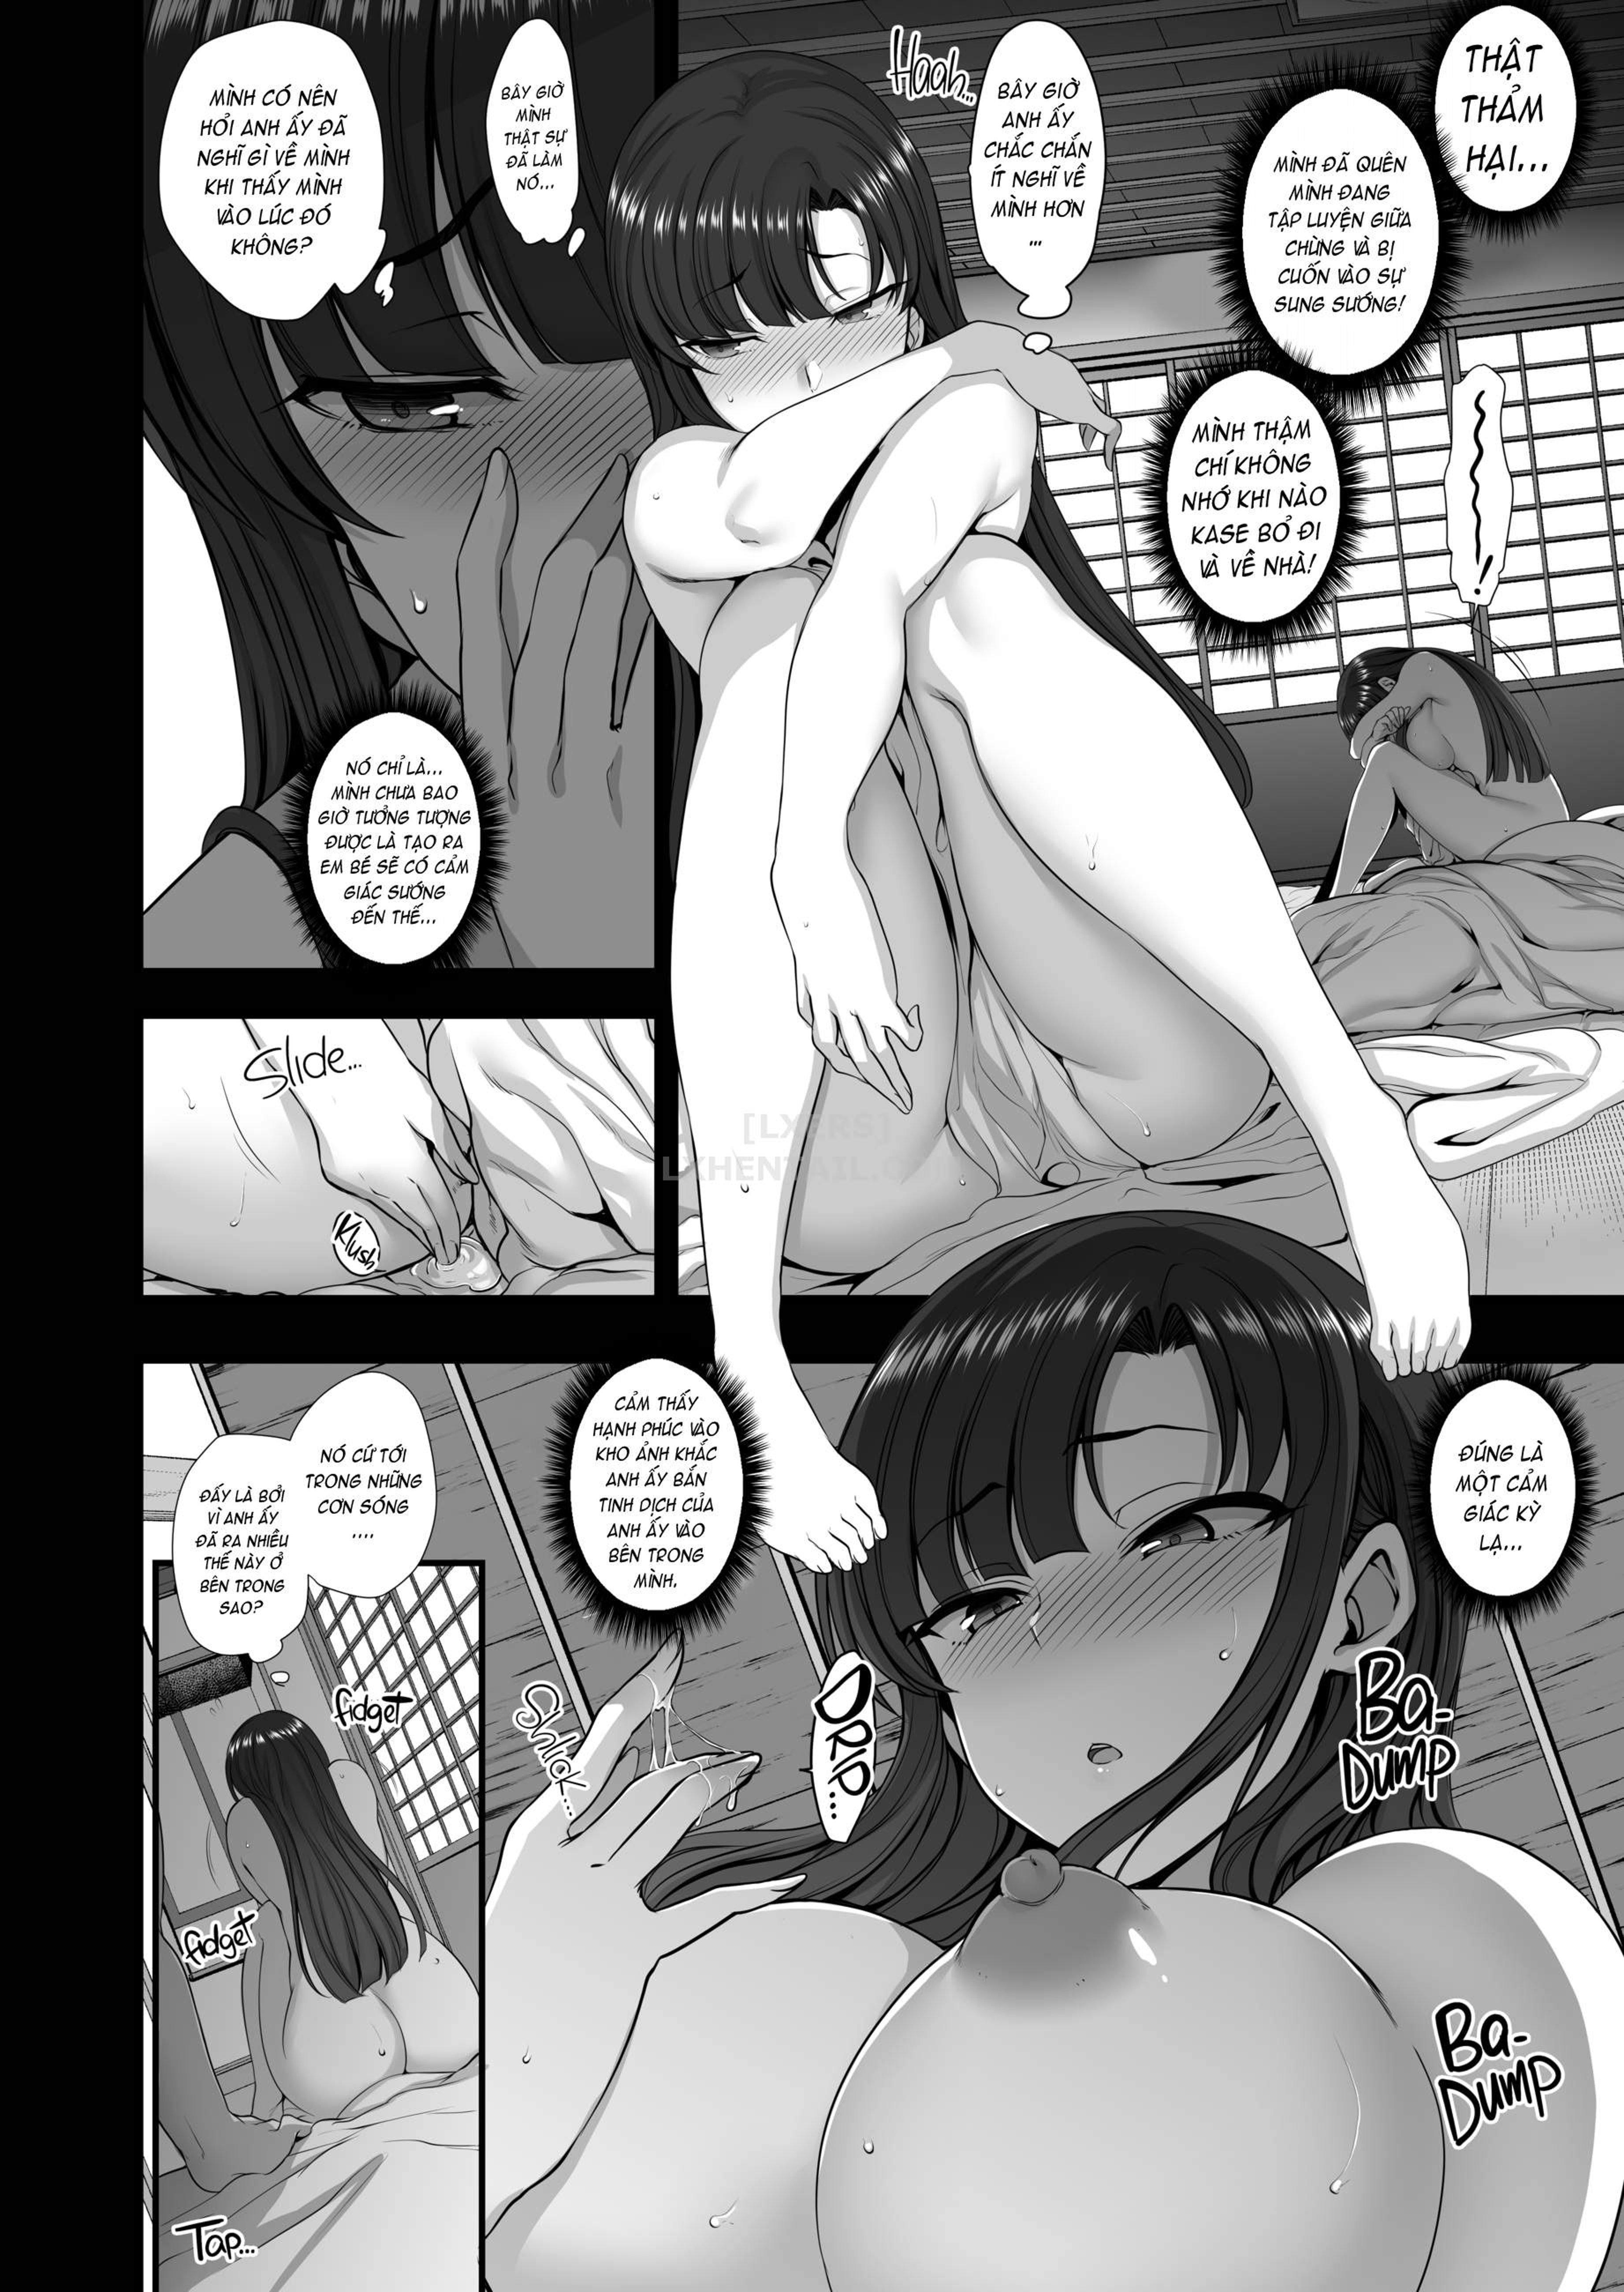 THẬT
THẢM
HẠI...
MÌNH ĐÃ QUÊN
MÌNH ĐANG
TẬP LUYỆN GIỮA
CHỪNG VÀ BỊ
CUỐN VÀO SỰ
SUNG SƯỚNG!
MÌNH THẬM
CHÍ KHÔNG
NHỚ KHI NÀO
KASE BỎ ĐI
VÀ VỀ NHÀ!
!
Haah...
BÂY GIỜ
ANH ẤY
CHẮC CHẮN
ÍT NGHĨ VỀ
MÌNH HƠN
...
BÂY GIỜ
MÌNH
THẬT SỰ
ĐÃ LÀM
NÓ...
MÌNH CÓ NÊN
HỎI ANH ẤY ĐÃ
NGHĨ GÌ VỀ MÌNH
KHI THẤY MÌNH
VÀO LÚC ĐÓ
KHÔNG?
NÓ CHỈ LÀ...
MÌNH CHƯA BAO
GIỜ TƯỞNG TƯỢNG
ĐƯỢC LÀ TẠO RA
EM BÉ SẼ CÓ CẢM
GIÁC SƯỚNG
ĐẾN THẾ...
Slide...
Klush
[LXERS]
LXHENTAI.COM
ĐÚNG LÀ
MỘT CẢM
GIÁC KỲ
LẠ...
CẢM THẤY
HẠNH PHÚC VÀO
KHO ẢNH KHẮC
ANH ẤY BẮN
TINH DỊCH CỦA
ANH ẤY VÀO
BÊN TRONG
MÌNH.
DRIP...
Shlick...
BA-
DUMP
BA-
DUMP
NÓ CỨ TỚI
TRONG NHỮNG
CƠN SÓNG
....
ĐẤY LÀ BỞI
VÌ ANH ẤY
ĐÃ RA NHIỀU
THẾ NÀY Ở
BÊN TRONG
SAO?
fidget
fidget
TAP...